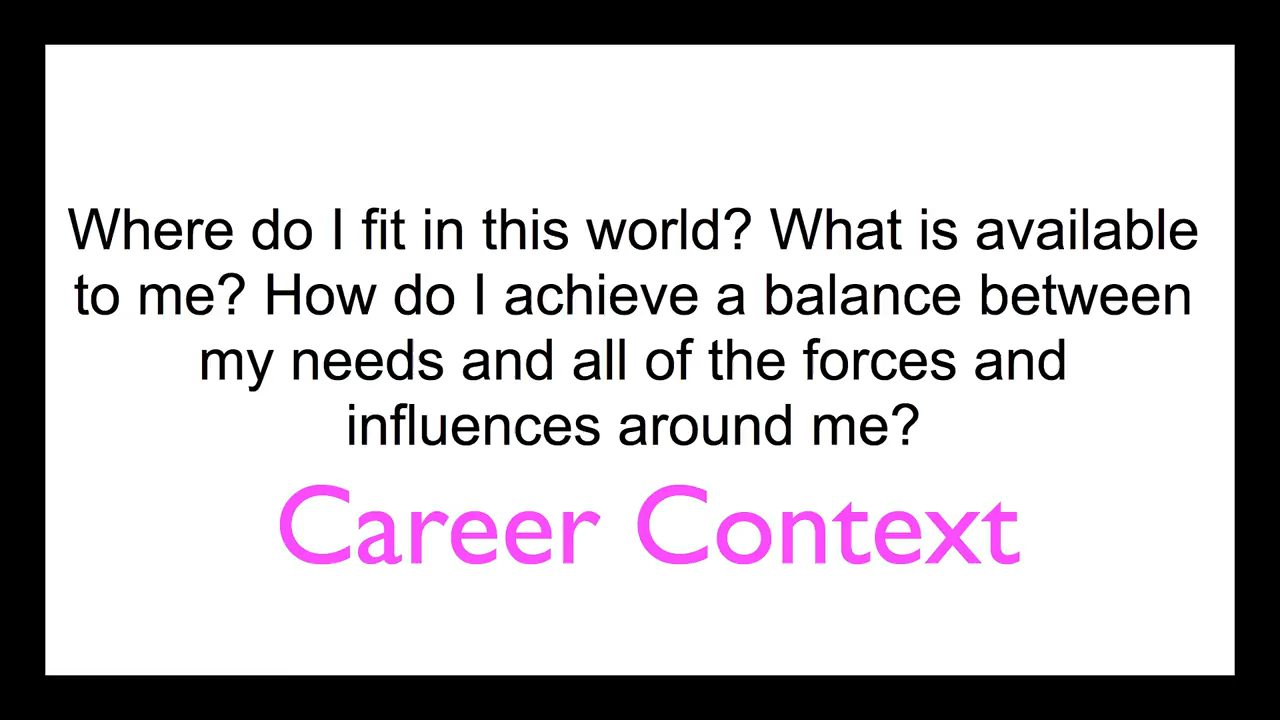 Where do I fit in this world? What is available
to me? How do I achieve a balance between
my needs and all of the forces and
influences around me?
Career Context